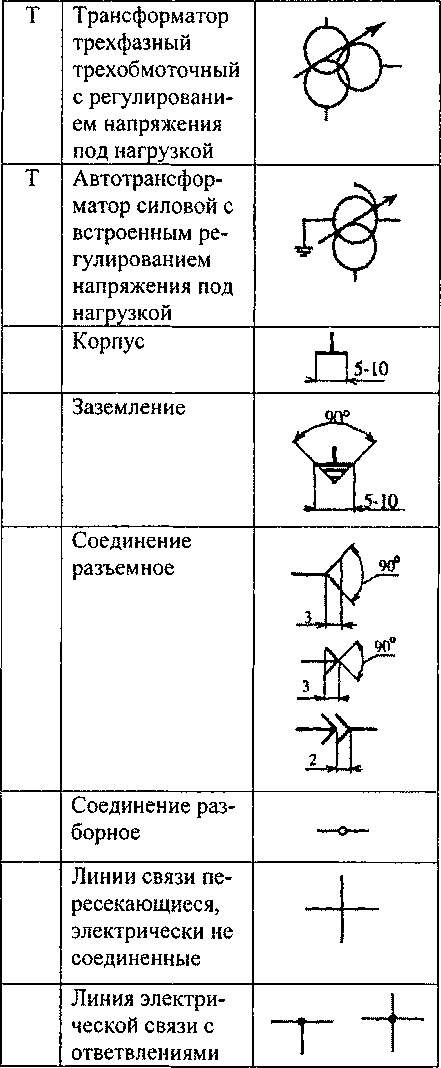 Т
Трансформатор
трехфазный
трехобмоточный
с регулировани-
ем напряжения
под нагрузкой
Т
Автотрансфор-
матор силовой с
встроенным ре-
гулированием
напряжения под
нагрузкой
Корпус
5-10
Заземление
90°
5-10
Соединение
разъемное
90°
3
90°
3
2
Соединение раз-
борное
Линии связи пе-
ресекающиеся,
электрически не
соединенные
Линия электри-
ческой связи с
ответвлениями